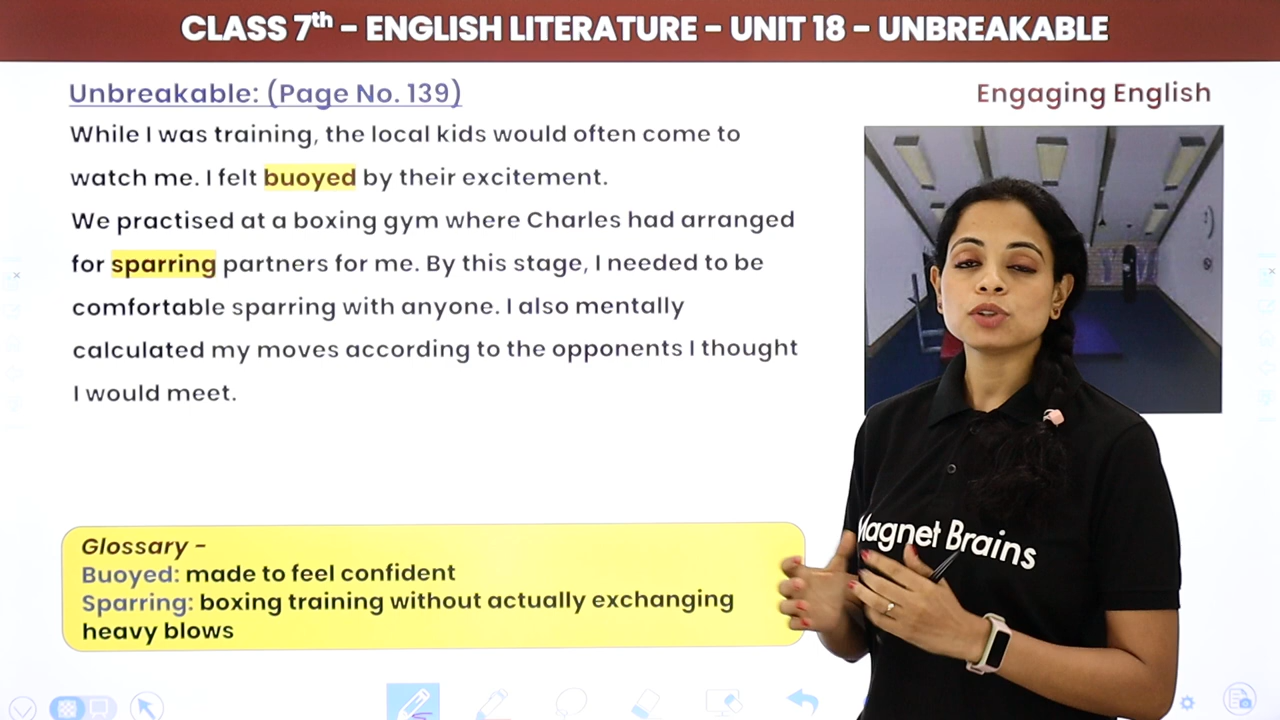 CLASS 7th - ENGLISH LITERATURE - UNIT 18 - UNBREAKABLE
Unbreakable: (Page No. 139)
Engaging English
While I was training, the local kids would often come to
watch me. I felt buoyed by their excitement.
We practised at a boxing gym where Charles had arranged
for sparring partners for me. By this stage, I needed to be
comfortable sparring with anyone. I also mentally
calculated my moves according to the opponents I thought
I would meet.
Glossary -
Buoyed: made to feel confident
Sparring: boxing training without actually exchanging
heavy blows
Magnet Brains